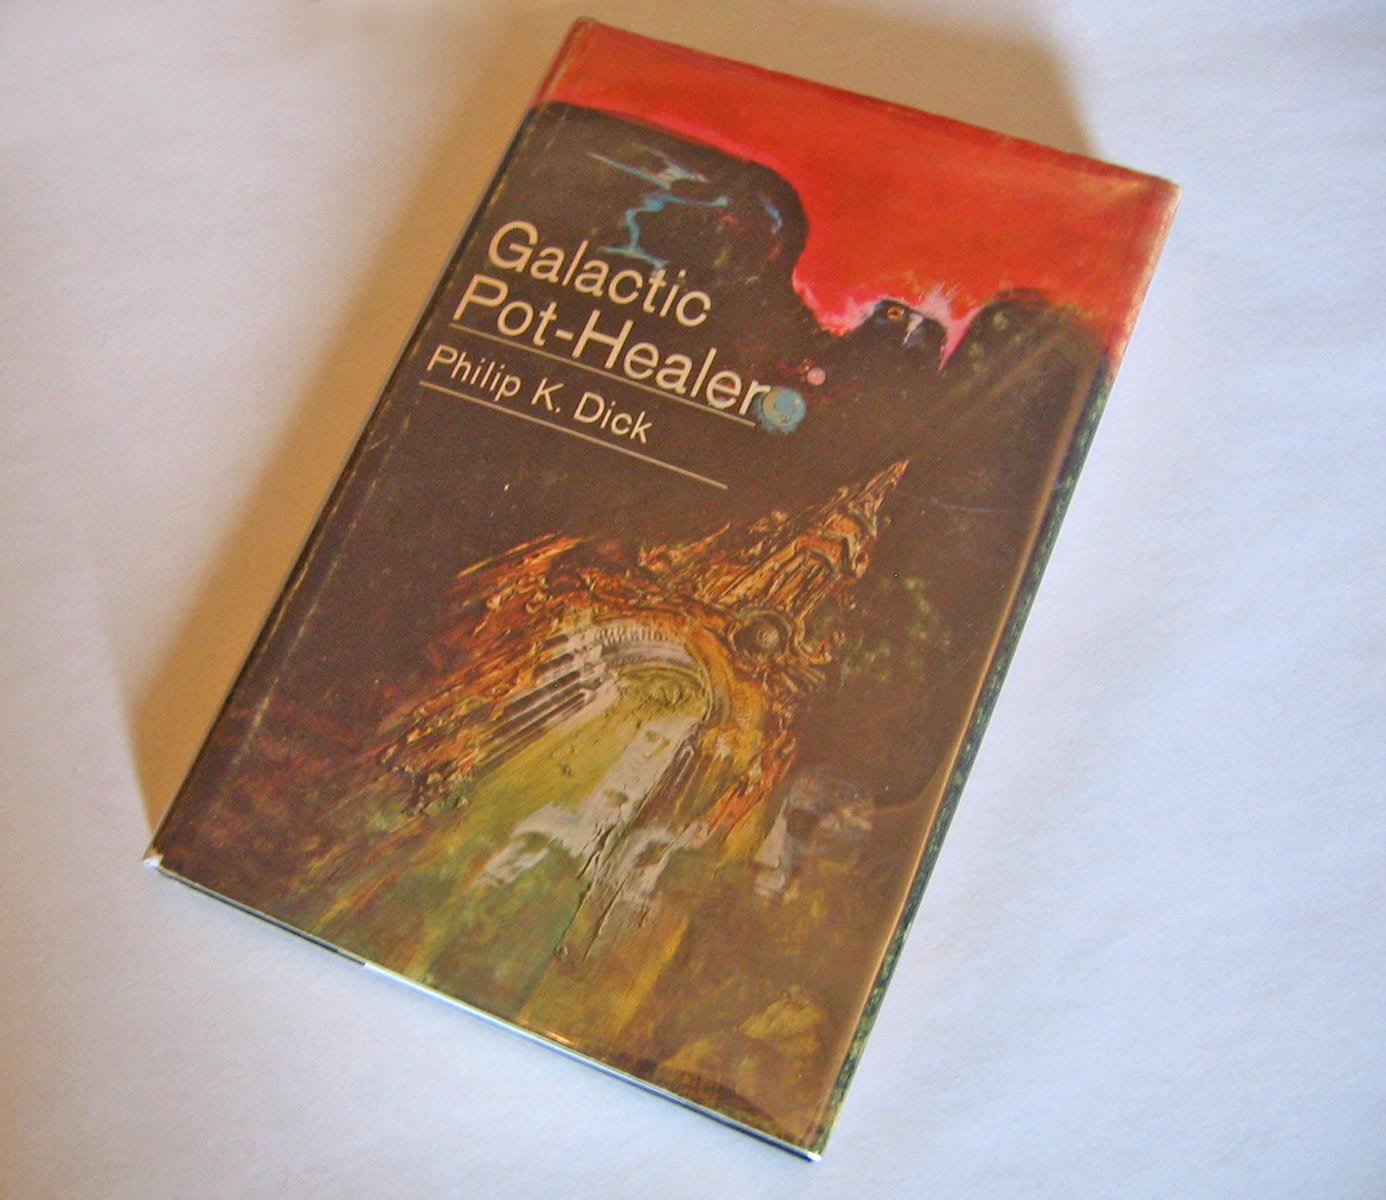 Galactic
Pot-Healer
Philip K. Dick